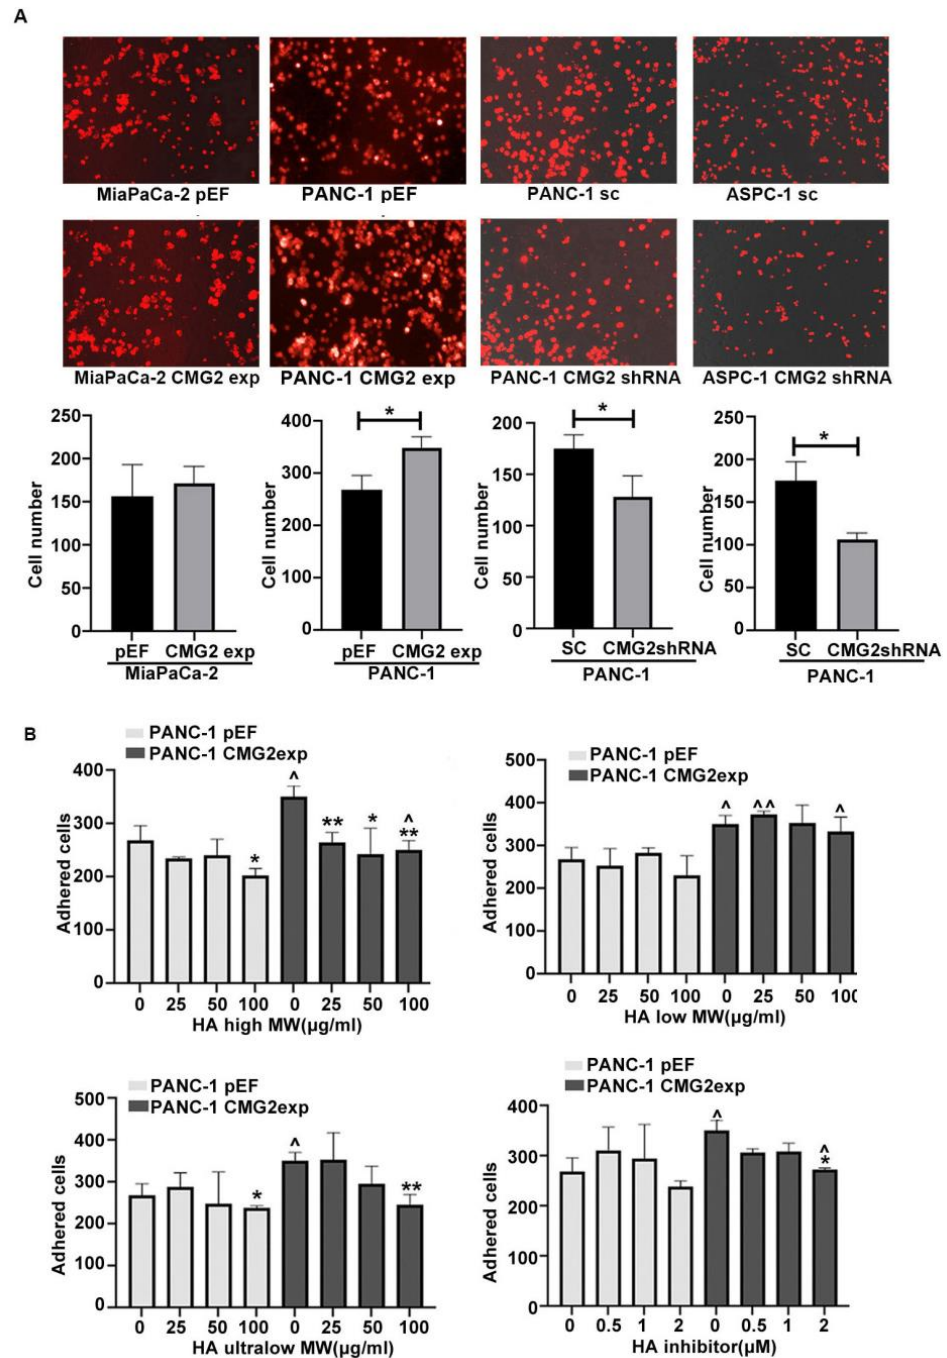 A
MiaPaCa-2 pEF
PANC-1 pEF
PANC-1 sc
ASPC-1 sc
MiaPaCa-2 CMG2 exp
PANC-1 CMG2 exp
PANC-1 CMG2 shRNA
ASPC-1 CMG2 shRNA
Cell number
250
200
150
100
50
0
pEF CMG2 exp
MiaPaCa-2
Cell number
400
300
200
100
0
*
pEF CMG2 exp
PANC-1
Cell number
200
150
100
50
0
*
SC CMG2shRNA
PANC-1
Cell number
250
200
150
100
50
0
*
SC CMG2shRNA
PANC-1
B
PANC-1 pEF
PANC-1 CMG2exp
Adhered cells
400
300
200
100
0
*
^
**
*
^
**
0 25 50 100 0 25 50 100
HA high MW(μg/ml)
PANC-1 pEF
PANC-1 CMG2exp
Adhered cells
500
400
300
200
100
0
^ ^^ ^
0 25 50 100 0 25 50 100
HA low MW(μg/ml)
PANC-1 pEF
PANC-1 CMG2exp
Adhered cells
500
400
300
200
100
0
*
^
**
0 25 50 100 0 25 50 100
HA ultralow MW(μg/ml)
PANC-1 pEF
PANC-1 CMG2exp
Adhered cells
400
300
200
100
0
^
^
*
0 0.5 1 2 0 0.5 1 2
HA inhibitor(μM)